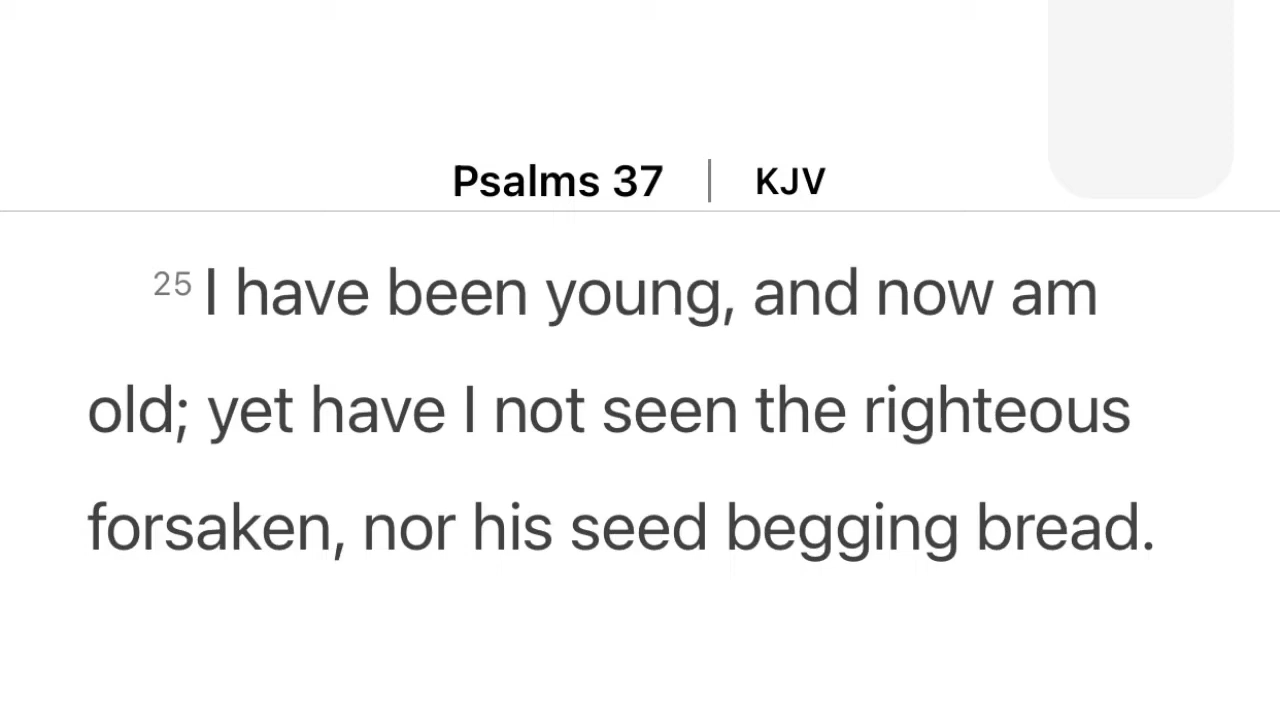 Psalms 37 | KJV
25 I have been young, and now am
old; yet have I not seen the righteous
forsaken, nor his seed begging bread.